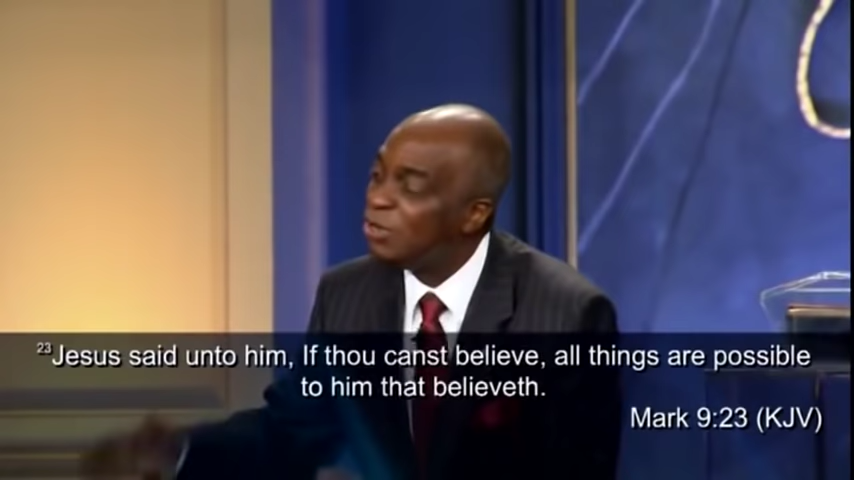 23Jesus said unto him, If thou canst believe, all things are possible
to him that believeth.
Mark 9:23 (KJV)